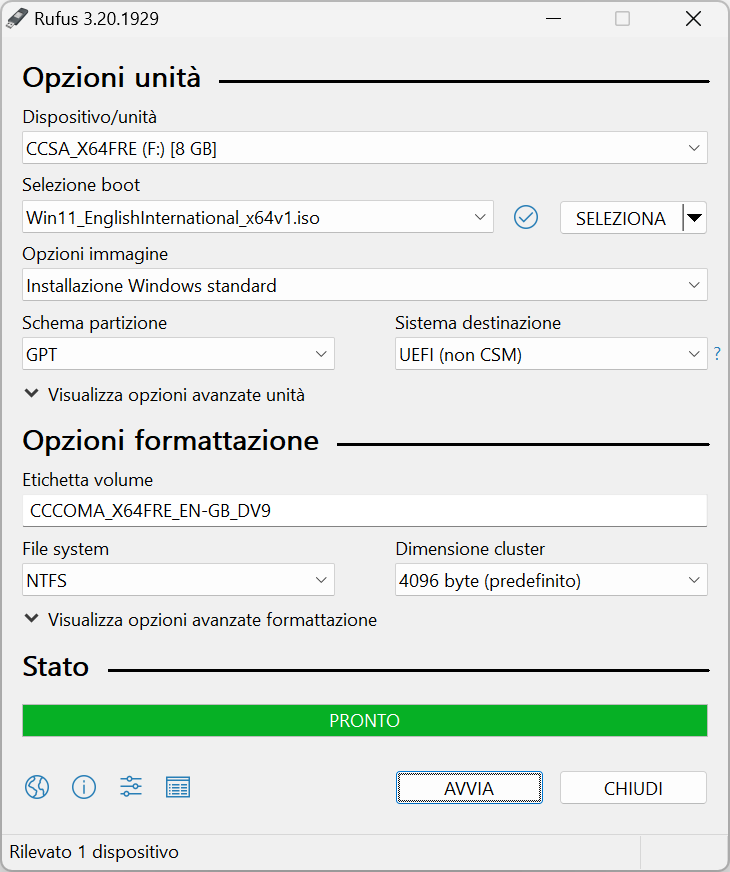 Rufus 3.20.1929
Opzioni unità
Dispositivo/unità
CCSA_X64FRE (F:) [8 GB]
Selezione boot
Win11_EnglishInternational_x64v1.iso
SELEZIONA
Opzioni immagine
Installazione Windows standard
Schema partizione
Sistema destinazione
GPT
UEFI (non CSM)
?
Visualizza opzioni avanzate unità
Opzioni formattazione
Etichetta volume
CCCOMA_X64FRE_EN-GB_DV9
File system
Dimensione cluster
NTFS
4096 byte (predefinito)
Visualizza opzioni avanzate formattazione
Stato
PRONTO
AVVIA
CHIUDI
Rilevato 1 dispositivo